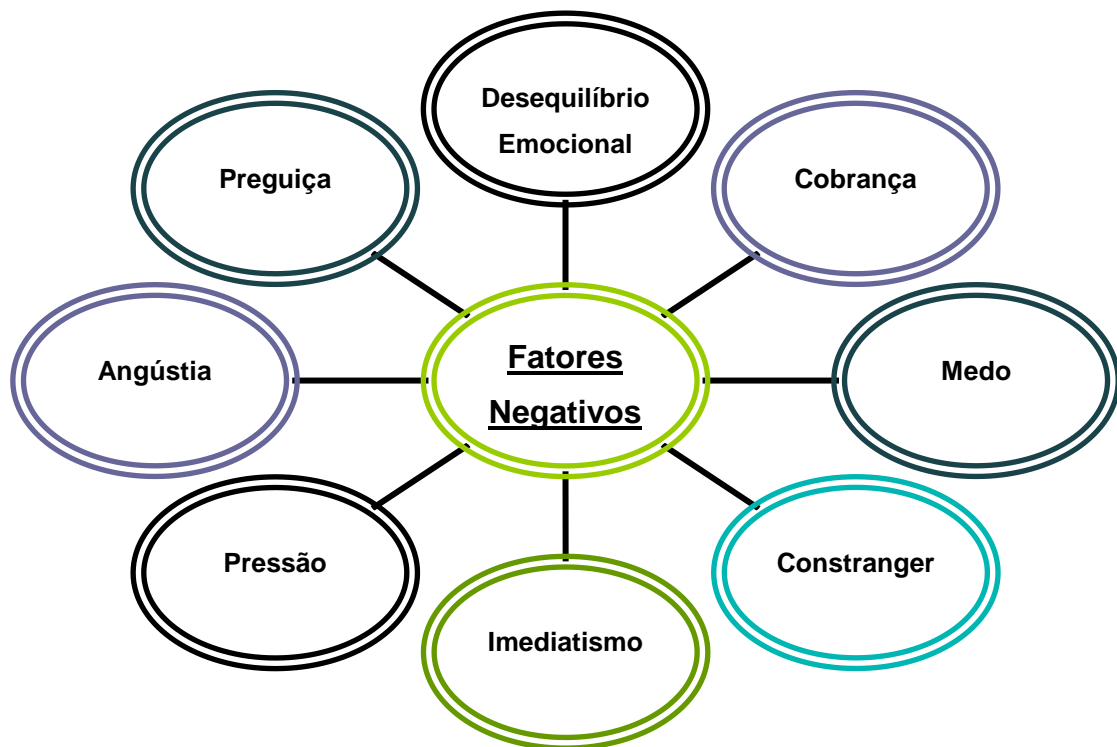 Desequilíbrio
Emocional
Preguiça
Cobrança
Angústia
Fatores
Negativos
Medo
Pressão
Constranger
Imediatismo